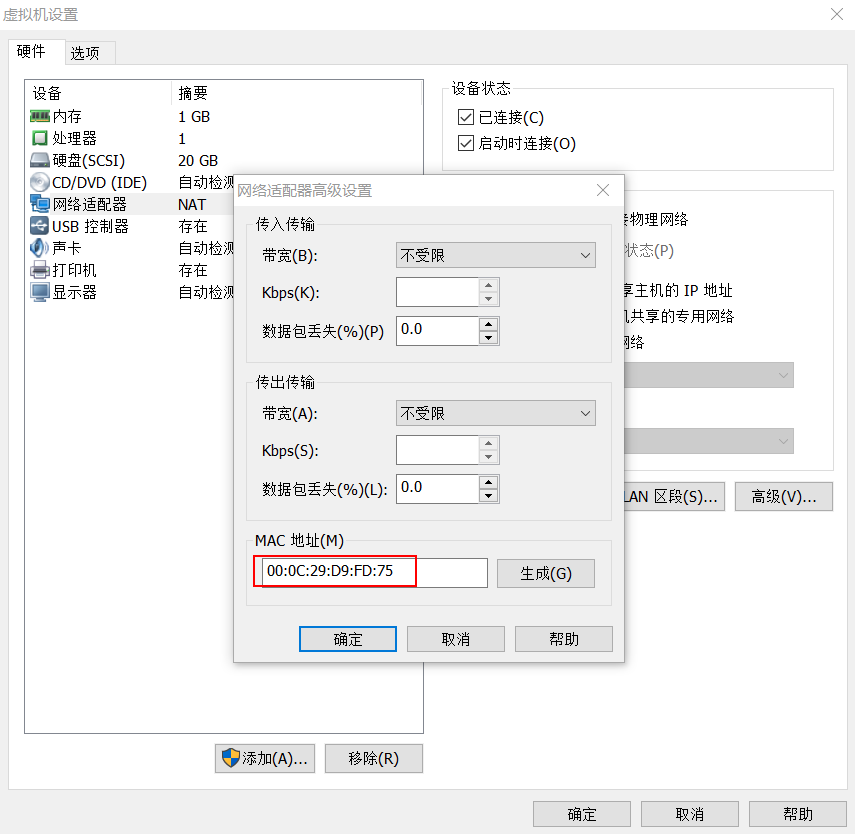 虚拟机设置
硬件 选项
设备 摘要
内存 1 GB
处理器 1
硬盘(SCSI) 20 GB
CD/DVD (IDE) 自动检测
网络适配器 NAT
USB 控制器 存在
声卡 自动检测
打印机 存在
显示器 自动检测
添加(A)... 移除(R)
设备状态
已连接(C)
启动时连接(O)
物理网络
状态(P)
享主机的 IP 地址
共享的专用网络
网络
LAN 区段(S)... 高级(V)...
网络适配器高级设置
传入传输
带宽(B): 不受限
Kbps(K):
数据包丢失(%)(P) 0.0
传出传输
带宽(A): 不受限
Kbps(S):
数据包丢失(%)(L): 0.0
MAC 地址(M)
00:0C:29:D9:FD:75 生成(G)
确定 取消 帮助
确定 取消 帮助